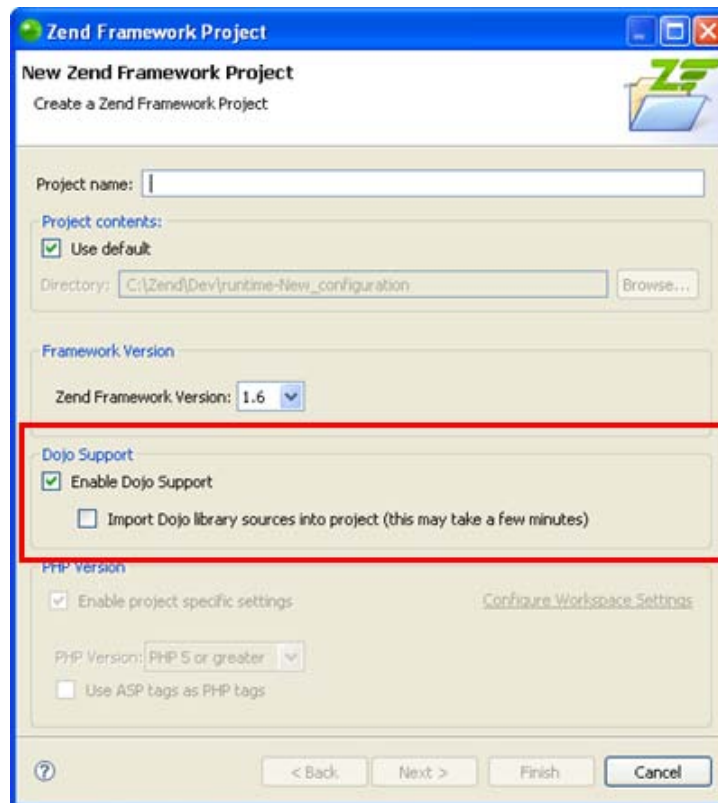 Zend Framework Project
New Zend Framework Project
Create a Zend Framework Project
ZF
Project name:
Project contents:
Use default
Directory: C:\Zend\Dev\runtime-New_configuration Browse...
Framework Version
Zend Framework Version: 1.6
Dojo Support
Enable Dojo Support
Import Dojo library sources into project (this may take a few minutes)
PHP Version
Enable project specific settings Configure Workspace Settings
PHP Version: PHP 5 or greater
Use ASP tags as PHP tags
? < Back Next > Finish Cancel